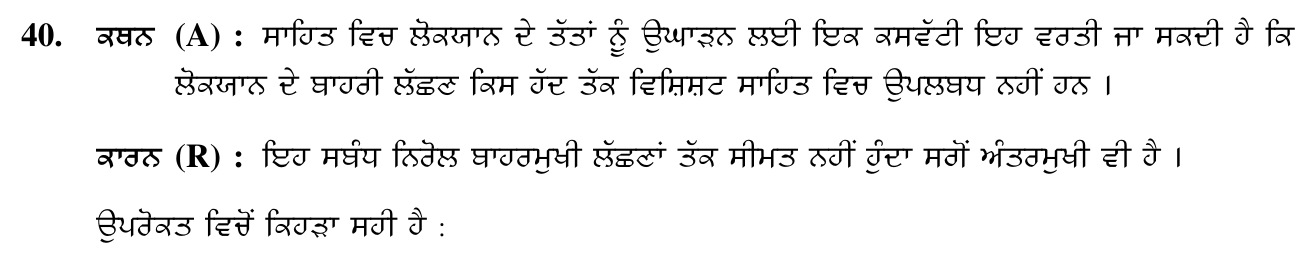 40. ਕਥਨ (A) : ਸਾਹਿਤ ਵਿਚ ਲੋਕਯਾਨ ਦੇ ਤੱਤਾਂ ਨੂੰ ਉਘਾੜਨ ਲਈ ਇਕ ਕਸਵੱਟੀ ਇਹ ਵਰਤੀ ਜਾ ਸਕਦੀ ਹੈ ਕਿ
ਲੋਕਯਾਨ ਦੇ ਬਾਹਰੀ ਲੱਛਣ ਕਿਸ ਹੱਦ ਤੱਕ ਵਿਸ਼ਿਸ਼ਟ ਸਾਹਿਤ ਵਿਚ ਉਪਲਬਧ ਨਹੀਂ ਹਨ ।
ਕਾਰਨ (R) : ਇਹ ਸਬੰਧ ਨਿਰੋਲ ਬਾਹਰਮੁਖੀ ਲੱਛਣਾਂ ਤੱਕ ਸੀਮਤ ਨਹੀਂ ਹੁੰਦਾ ਸਗੋਂ ਅੰਤਰਮੁਖੀ ਵੀ ਹੈ ।
ਉਪਰੋਕਤ ਵਿਚੋਂ ਕਿਹੜਾ ਸਹੀ ਹੈ :